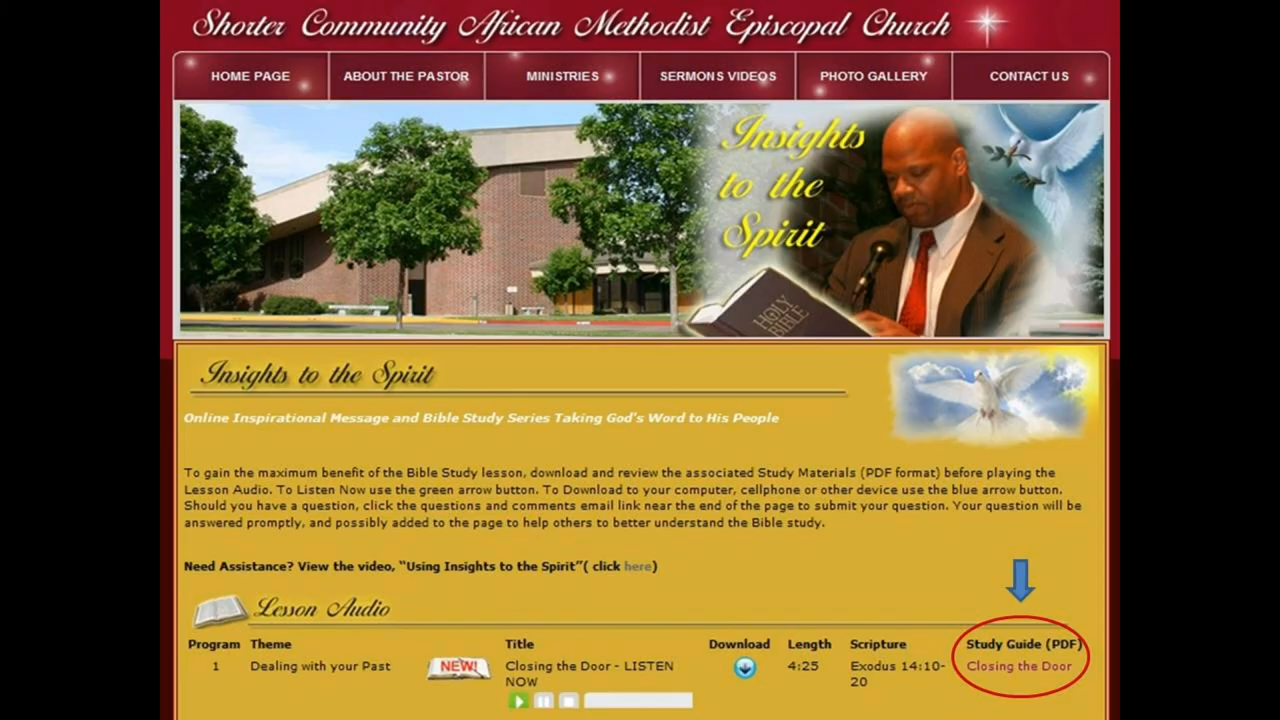 Shorter Community African Methodist Episcopal Church
HOME PAGE ABOUT THE PASTOR MINISTRIES SERMONS VIDEOS PHOTO GALLERY CONTACT US
Insights
to the
Spirit
HOLY
BIBLE
Insights to the Spirit
Online Inspirational Message and Bible Study Series Taking God's Word to His People
To gain the maximum benefit of the Bible Study lesson, download and review the associated Study Materials (PDF format) before playing the
Lesson Audio. To Listen Now use the green arrow button. To Download to your computer, cellphone or other device use the blue arrow button.
Should you have a question, click the questions and comments email link near the end of the page to submit your question. Your question will be
answered promptly, and possibly added to the page to help others to better understand the Bible study.
Need Assistance? View the video, “Using Insights to the Spirit”( click here)
Lesson Audio
Program Theme Title Download Length Scripture Study Guide (PDF)
1 Dealing with your Past NEW! Closing the Door - LISTEN 4:25 Exodus 14:10- Closing the Door
NOW 20